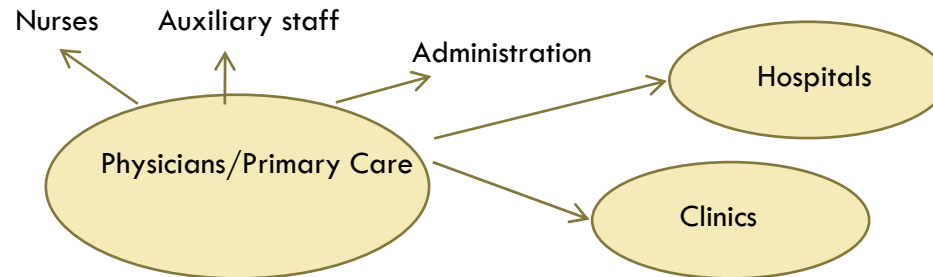 Nurses
Auxiliary staff
Administration
Hospitals
Physicians/Primary Care
Clinics